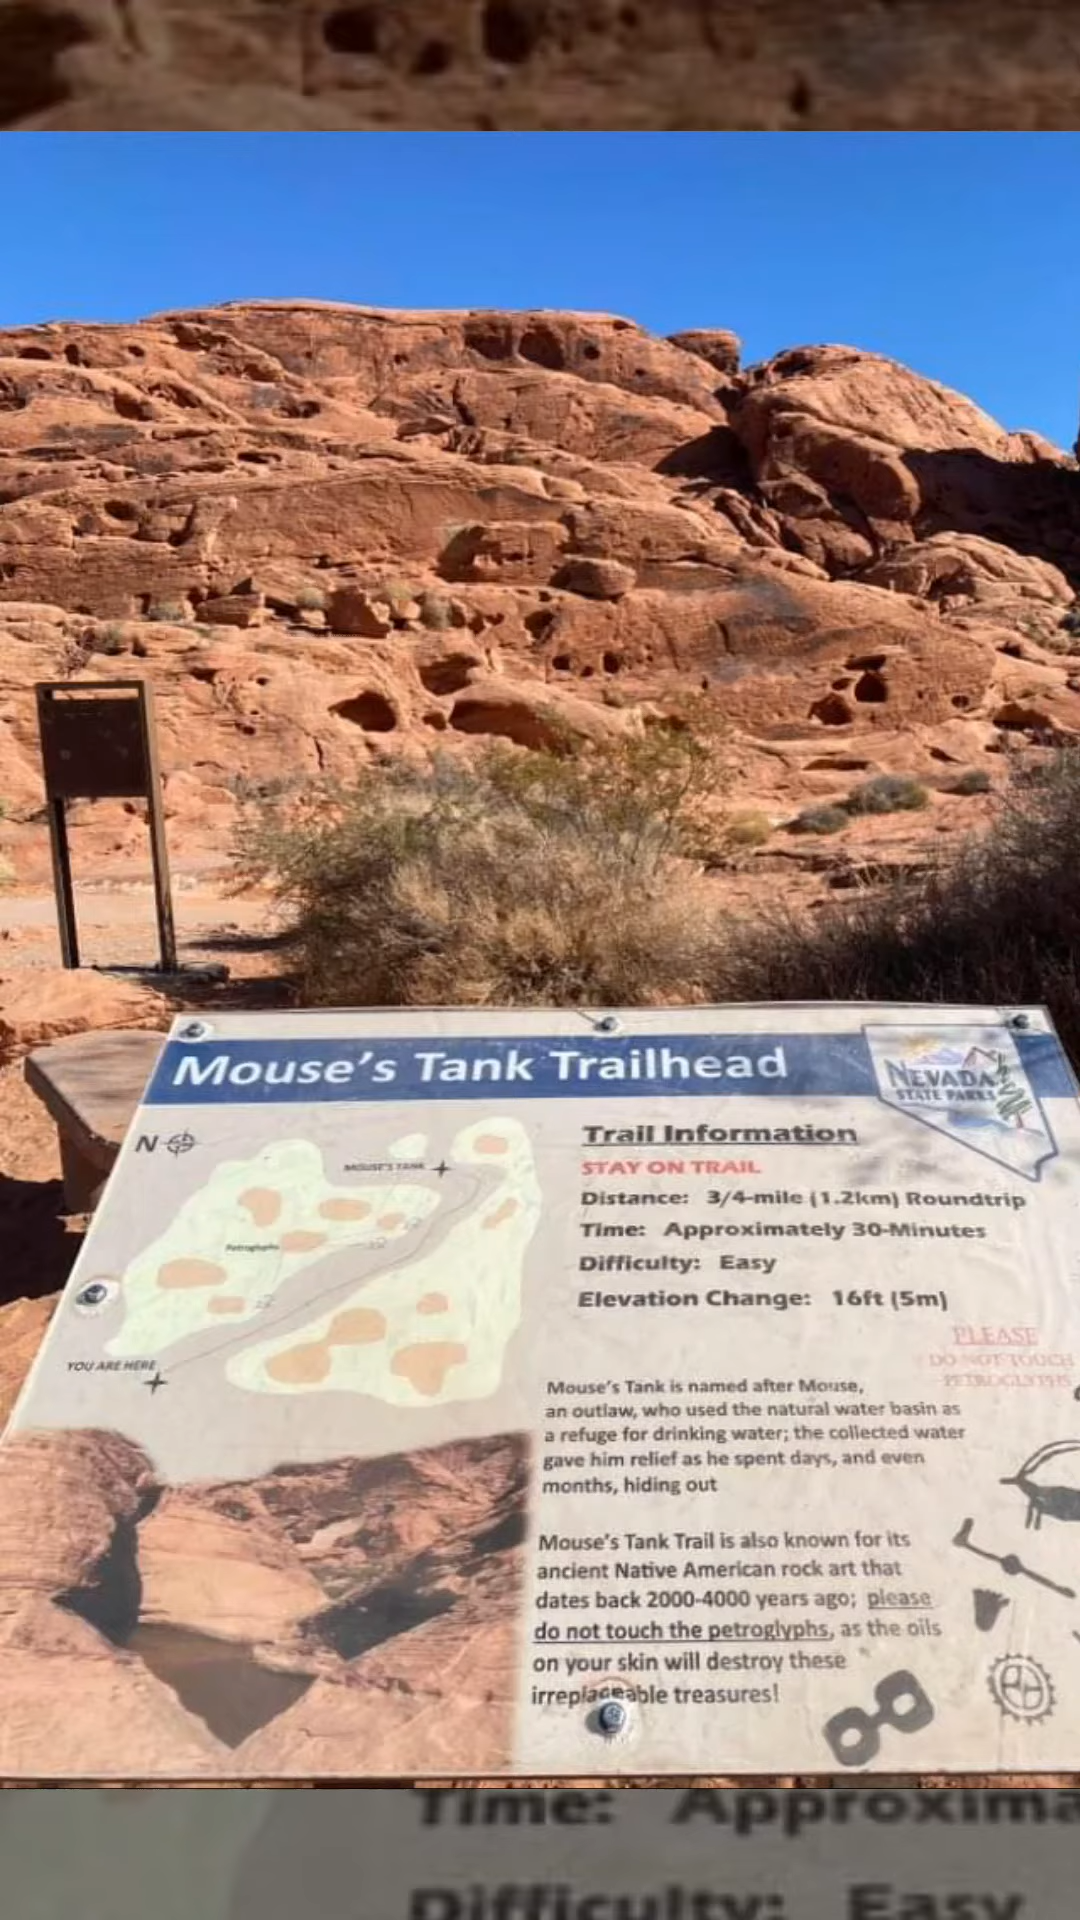 Mouse's Tank Trailhead
NEVADA
STATE PARKS
N
MOUSE'S TANK
Petroglyphs
YOU ARE HERE
Trail Information
STAY ON TRAIL
Distance: 3/4-mile (1.2km) Roundtrip
Time: Approximately 30-Minutes
Difficulty: Easy
Elevation Change: 16ft (5m)
PLEASE
DO NOT TOUCH
PETROGLYPHS
Mouse's Tank is named after Mouse,
an outlaw, who used the natural water basin as
a refuge for drinking water; the collected water
gave him relief as he spent days, and even
months, hiding out
Mouse's Tank Trail is also known for its
ancient Native American rock art that
dates back 2000-4000 years ago; please
do not touch the petroglyphs, as the oils
on your skin will destroy these
irreplaceable treasures!
Time: Approxima
Difficulty: Easy